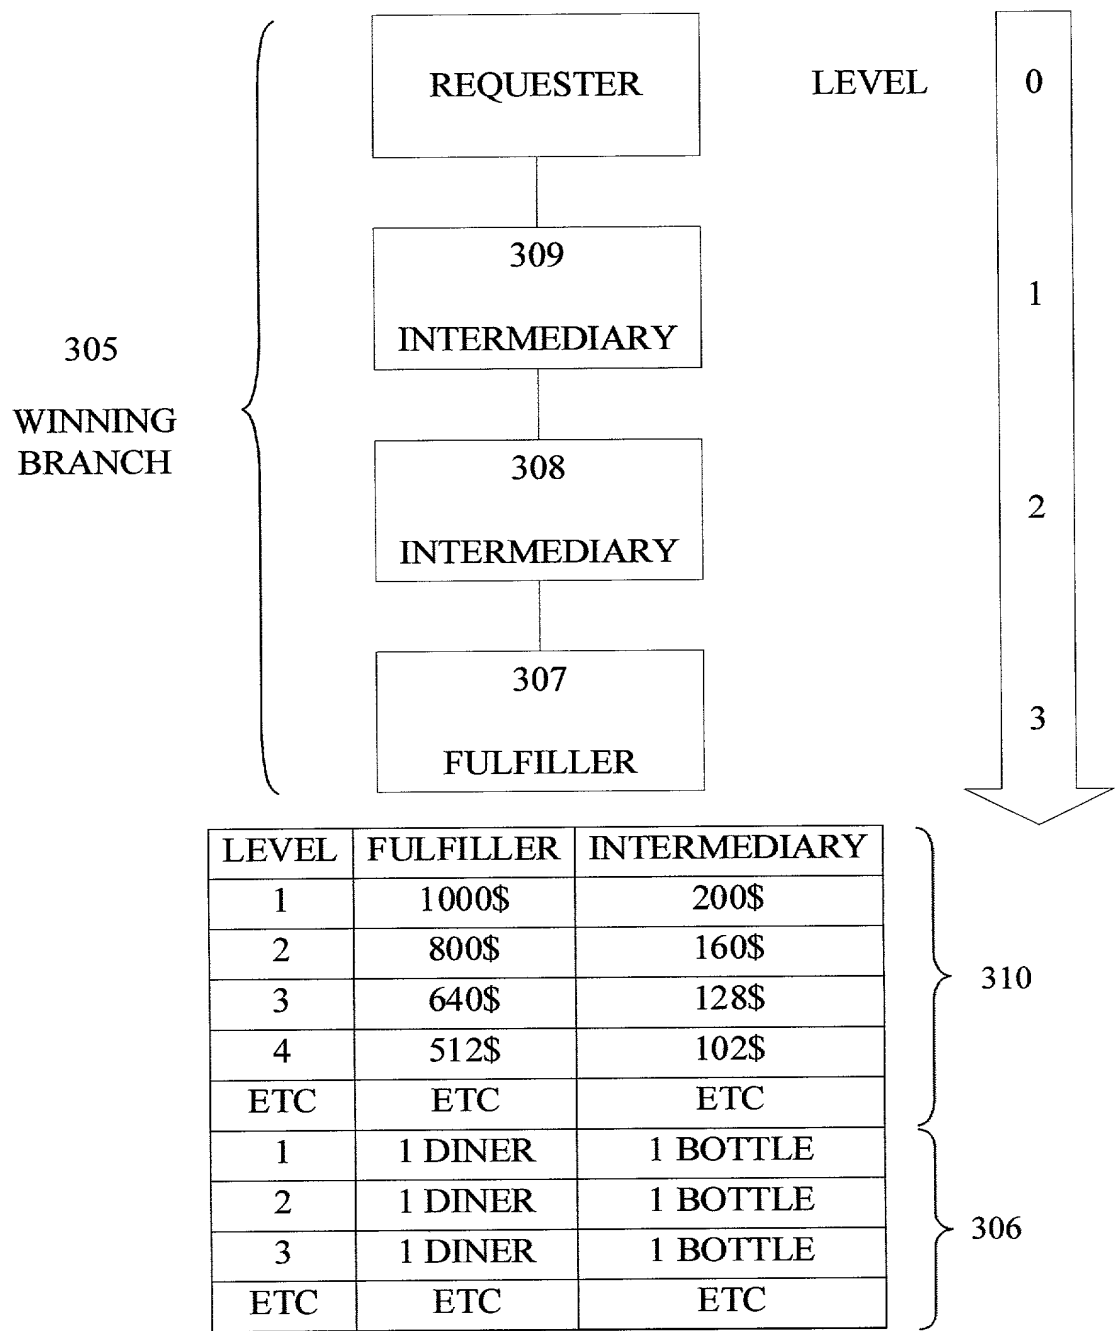 REQUESTER
LEVEL
0
309
INTERMEDIARY
1
305
WINNING
BRANCH
308
INTERMEDIARY
2
307
FULFILLER
3
LEVEL FULFILLER INTERMEDIARY
1 1000$ 200$
2 800$ 160$
3 640$ 128$
4 512$ 102$
ETC ETC ETC
310
1 1 DINER 1 BOTTLE
2 1 DINER 1 BOTTLE
3 1 DINER 1 BOTTLE
ETC ETC ETC
306